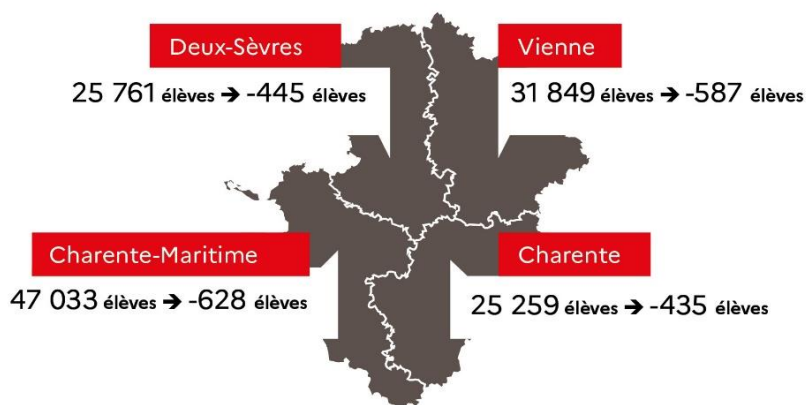 Deux-Sèvres
25 761 élèves ➔ -445 élèves
Vienne
31 849 élèves ➔ -587 élèves
Charente-Maritime
47 033 élèves ➔ -628 élèves
Charente
25 259 élèves ➔ -435 élèves